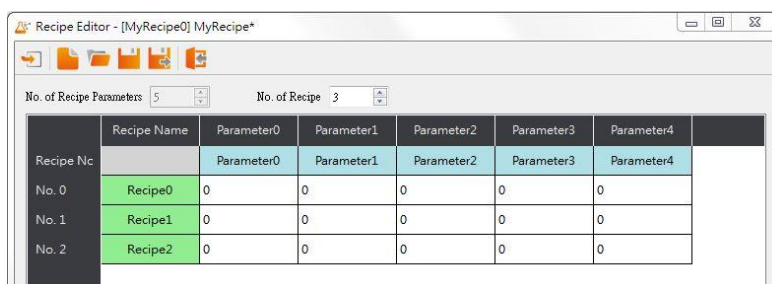 Recipe Editor - [MyRecipe0] MyRecipe*
No. of Recipe Parameters 5 No. of Recipe 3
Recipe Name Parameter0 Parameter1 Parameter2 Parameter3 Parameter4
Recipe Nc Parameter0 Parameter1 Parameter2 Parameter3 Parameter4
No. 0 Recipe0 0 0 0 0 0
No. 1 Recipe1 0 0 0 0 0
No. 2 Recipe2 0 0 0 0 0